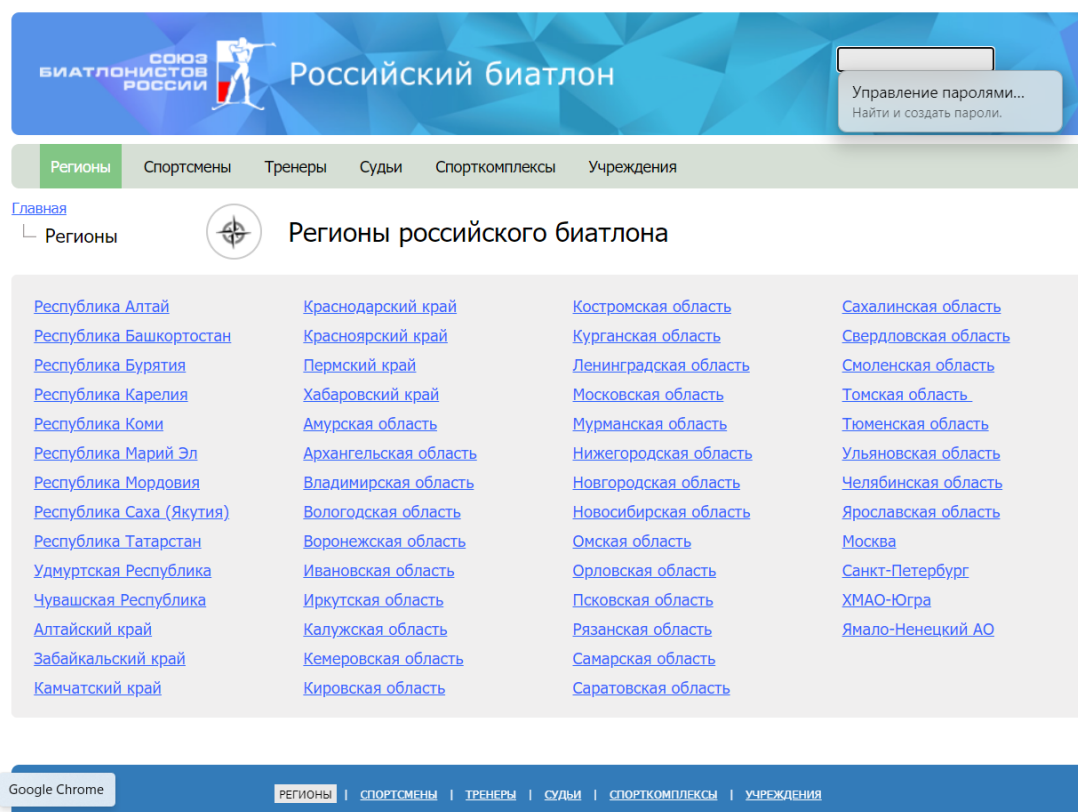 СОЮЗ
БИАТЛОНИСТОВ
РОССИИ
Российский биатлон
Управление паролями...
Найти и создать пароли.
Регионы Спортсмены Тренеры Судьи Спорткомплексы Учреждения
Главная
Регионы
Регионы российского биатлона
Республика Алтай
Республика Башкортостан
Республика Бурятия
Республика Карелия
Республика Коми
Республика Марий Эл
Республика Мордовия
Республика Саха (Якутия)
Республика Татарстан
Удмуртская Республика
Чувашская Республика
Алтайский край
Забайкальский край
Камчатский край
Краснодарский край
Красноярский край
Пермский край
Хабаровский край
Амурская область
Архангельская область
Владимирская область
Вологодская область
Воронежская область
Ивановская область
Иркутская область
Калужская область
Кемеровская область
Кировская область
Костромская область
Курганская область
Ленинградская область
Московская область
Мурманская область
Нижегородская область
Новгородская область
Новосибирская область
Омская область
Орловская область
Псковская область
Рязанская область
Самарская область
Саратовская область
Сахалинская область
Свердловская область
Смоленская область
Томская область
Тюменская область
Ульяновская область
Челябинская область
Ярославская область
Москва
Санкт-Петербург
ХМАО-Югра
Ямало-Ненецкий АО
Google Chrome
РЕГИОНЫ | СПОРТСМЕНЫ | ТРЕНЕРЫ | СУДЬИ | СПОРТКОМПЛЕКСЫ | УЧРЕЖДЕНИЯ